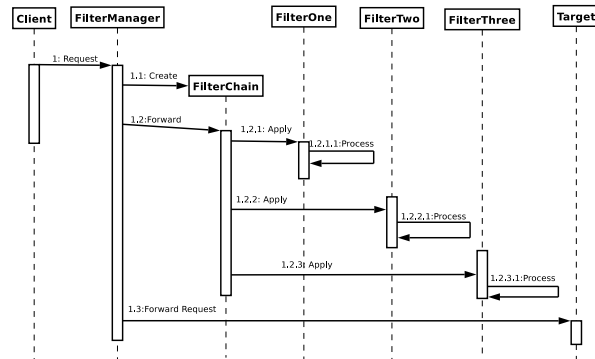 Client
FilterManager
FilterOne
FilterTwo
FilterThree
Target
1: Request
1.1: Create
FilterChain
1.2:Forward
1.2.1: Apply
1.2.1.1:Process
1.2.2: Apply
1.2.2.1:Process
1.2.3: Apply
1.2.3.1:Process
1.3:Forward Request